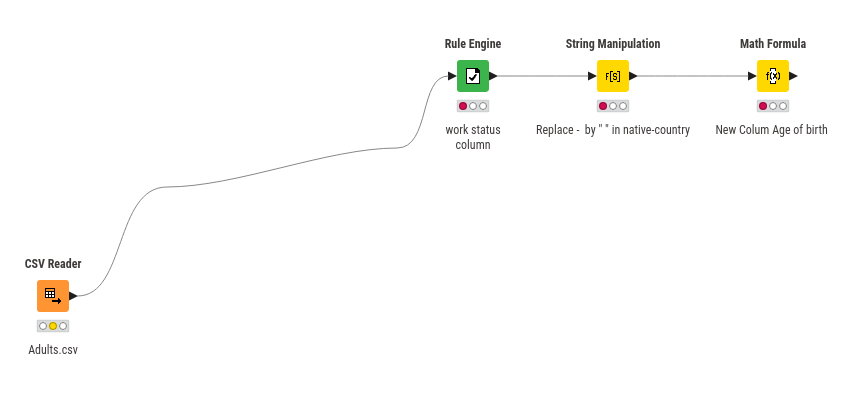 Rule Engine
String Manipulation
Math Formula
F[S]
f(x)
work status
column
Replace -  by " " in native-country
New Colum Age of birth
CSV Reader
Adults.csv